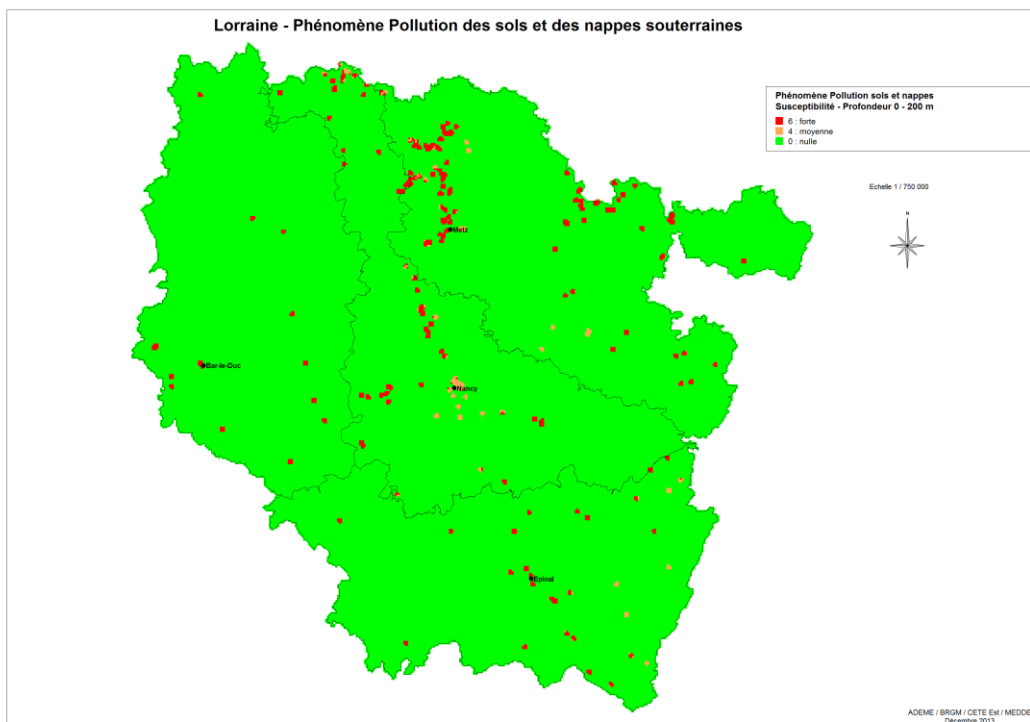 Lorraine - Phénomène Pollution des sols et des nappes souterraines
Phénomène Pollution sols et nappes
Susceptibilité - Profondeur 0 - 200 m
6 : forte
4 : moyenne
0 : nulle
Echelle 1 / 750 000
N
Metz
Bar-le-Duc
Nancy
Epinal
ADEME / BRGM / CETE Est / MEDDE
Décembre 2013